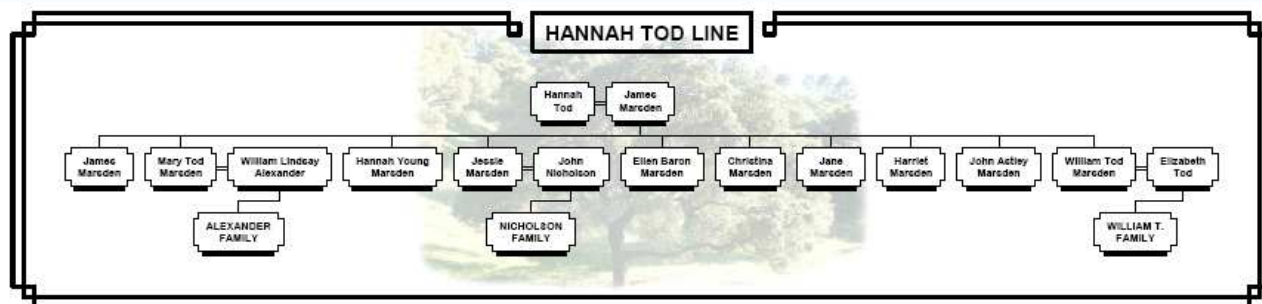 HANNAH TOD LINE
Hannah
Tod
James
Marsden
James
Marsden
Mary Tod
Marsden
William Lindsay
Alexander
Hannah Young
Marsden
Jessie
Marsden
John
Nicholson
Ellen Baron
Marsden
Christina
Marsden
Jane
Marsden
Harriet
Marsden
John Astley
Marsden
William Tod
Marsden
Elizabeth
Tod
ALEXANDER
FAMILY
NICHOLSON
FAMILY
WILLIAM T.
FAMILY